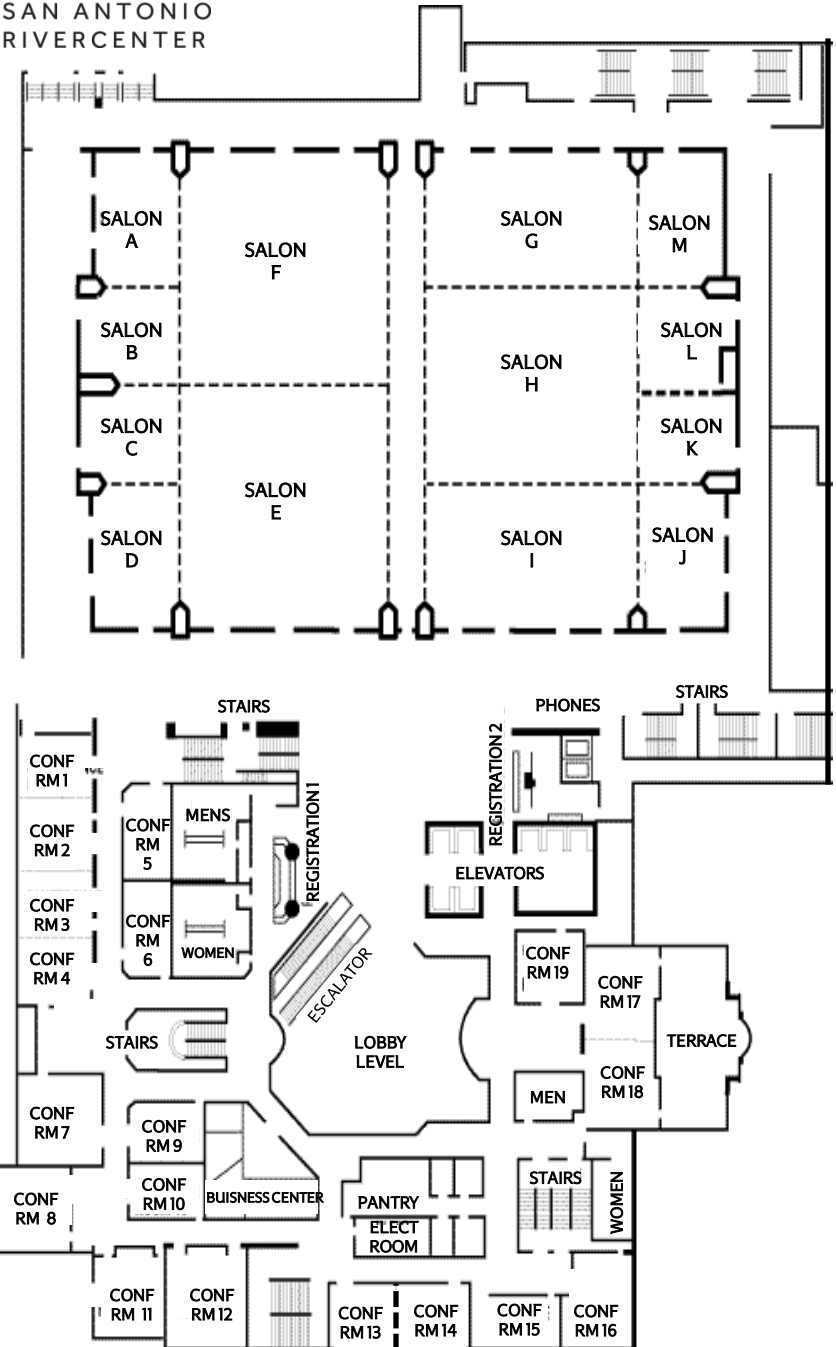 SAN ANTONIO
RIVERCENTER
SALON
A
SALON
F
SALON
G
SALON
M
SALON
B
SALON
L
SALON
H
SALON
C
SALON
K
SALON
E
SALON
D
SALON
I
SALON
J
STAIRS
PHONES
STAIRS
CONF
RM 1
REGISTRATION 2
CONF
RM 2
CONF
RM
5
MENS
REGISTRATION 1
ELEVATORS
CONF
RM 3
CONF
RM
6
WOMEN
CONF
RM 4
ESCALATOR
CONF
RM 19
CONF
RM 17
STAIRS
LOBBY
LEVEL
TERRACE
CONF
RM 18
MEN
CONF
RM 7
CONF
RM 9
CONF
RM 10
BUISNESS CENTER
PANTRY
STAIRS
WOMEN
CONF
RM 8
ELECT
ROOM
CONF
RM 11
CONF
RM 12
CONF
RM 13
CONF
RM 14
CONF
RM 15
CONF
RM 16